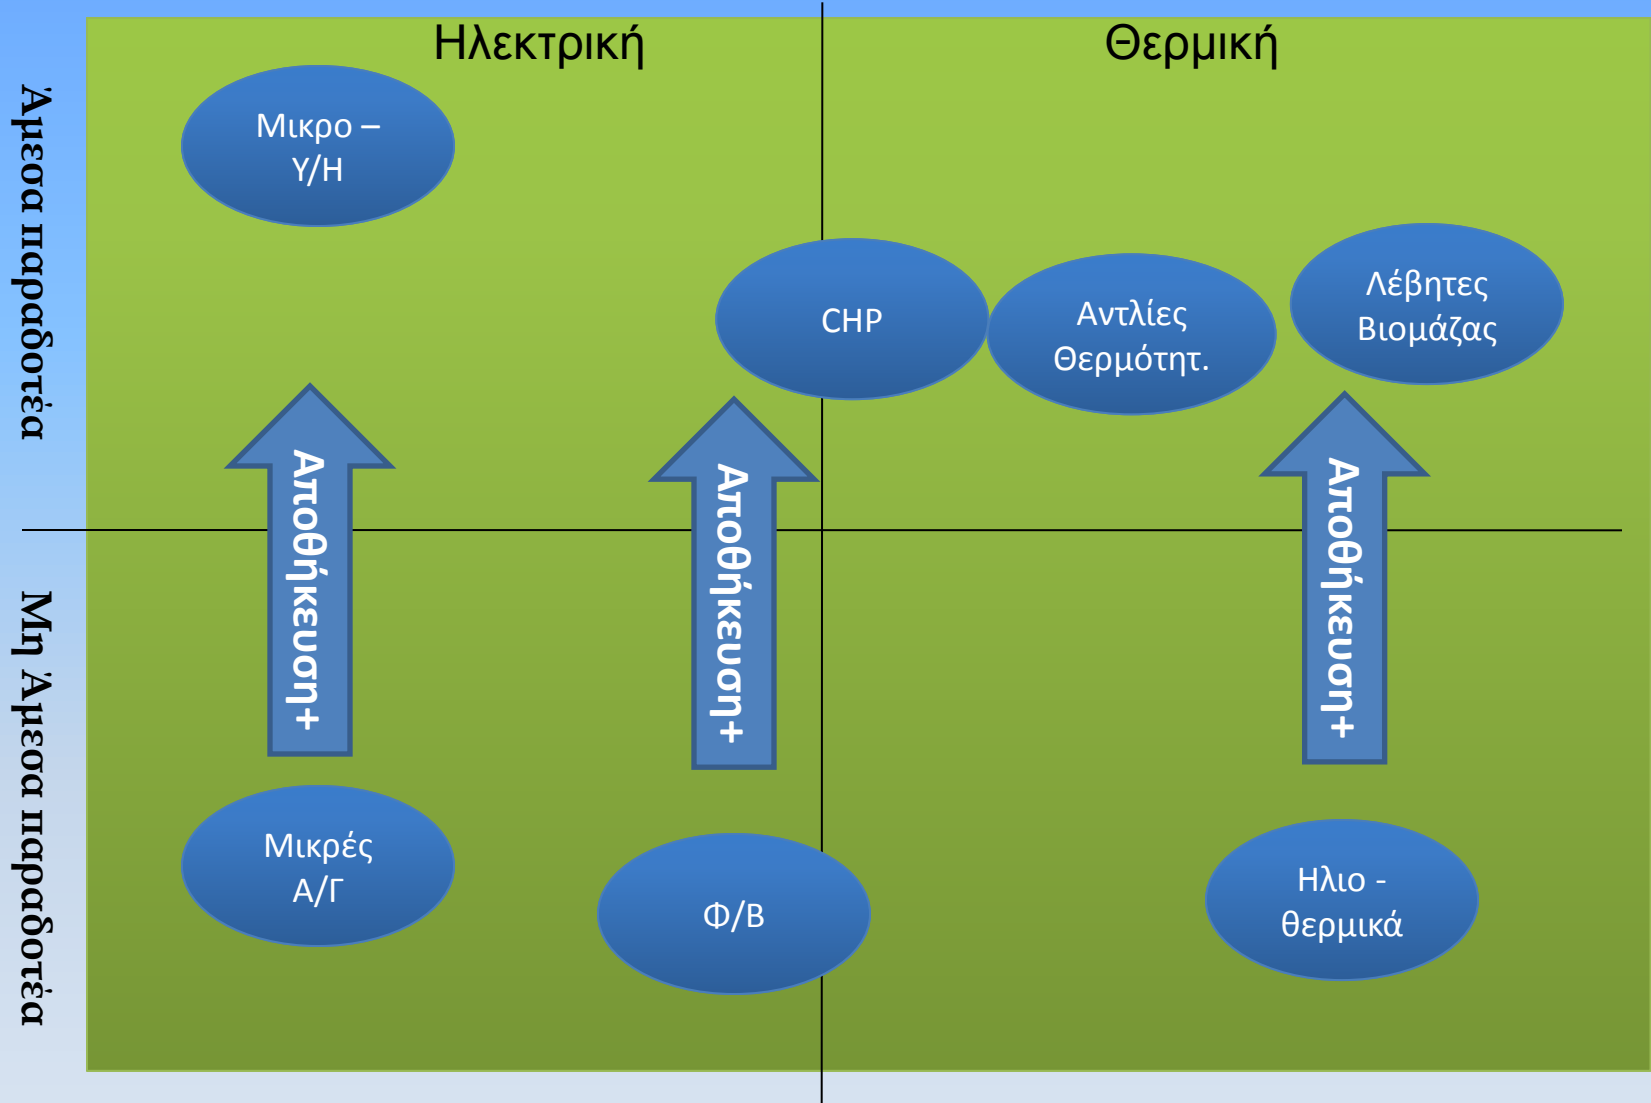 Ηλεκτρική
Θερμική
Άμεσα παραδοτέα
Μη Άμεσα παραδοτέα
Μικρο –
Υ/Η
CHP
Αντλίες
Θερμότητ.
Λέβητες
Βιομάζας
Αποθήκευση+
Αποθήκευση+
Αποθήκευση+
Μικρές
Α/Γ
Φ/Β
Ηλιο -
θερμικά